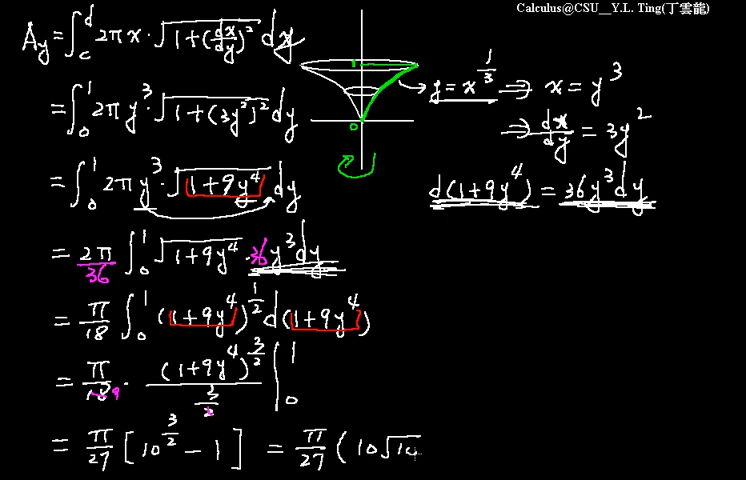 Calculus@CSU__Y.L. Ting(丁雲龍)
A_y = ∫_c^d 2πx·√(1+(dx/dy)²) dy
= ∫_0^1 2πy³·√(1+(3y²)²) dy
= ∫_0^1 2πy³·√(1+9y⁴) dy
= 2π/36 ∫_0^1 √(1+9y⁴)·36y³dy
= π/18 ∫_0^1 (1+9y⁴)^(1/2) d(1+9y⁴)
= π/18 9 · (1+9y⁴)^(3/2) / (3/2) |_0^1
= π/27 [10^(3/2) − 1] = π/27 (10√10
1
0
y = x^(1/3) ⇒ x = y³
⇒ dx/dy = 3y²
d(1+9y⁴) = 36y³dy